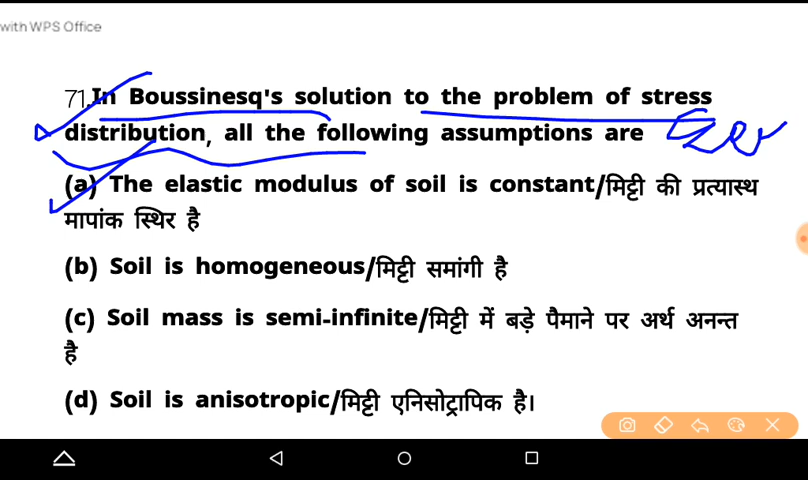 with WPS Office
71.In Boussinesq's solution to the problem of stress
distribution, all the following assumptions are
(a) The elastic modulus of soil is constant/मिट्टी की प्रत्यास्थ
मापांक स्थिर है
(b) Soil is homogeneous/मिट्टी समांगी है
(c) Soil mass is semi-infinite/मिट्टी में बड़े पैमाने पर अर्थ अनन्त
है
(d) Soil is anisotropic/मिट्टी एनिसोट्रापिक है।